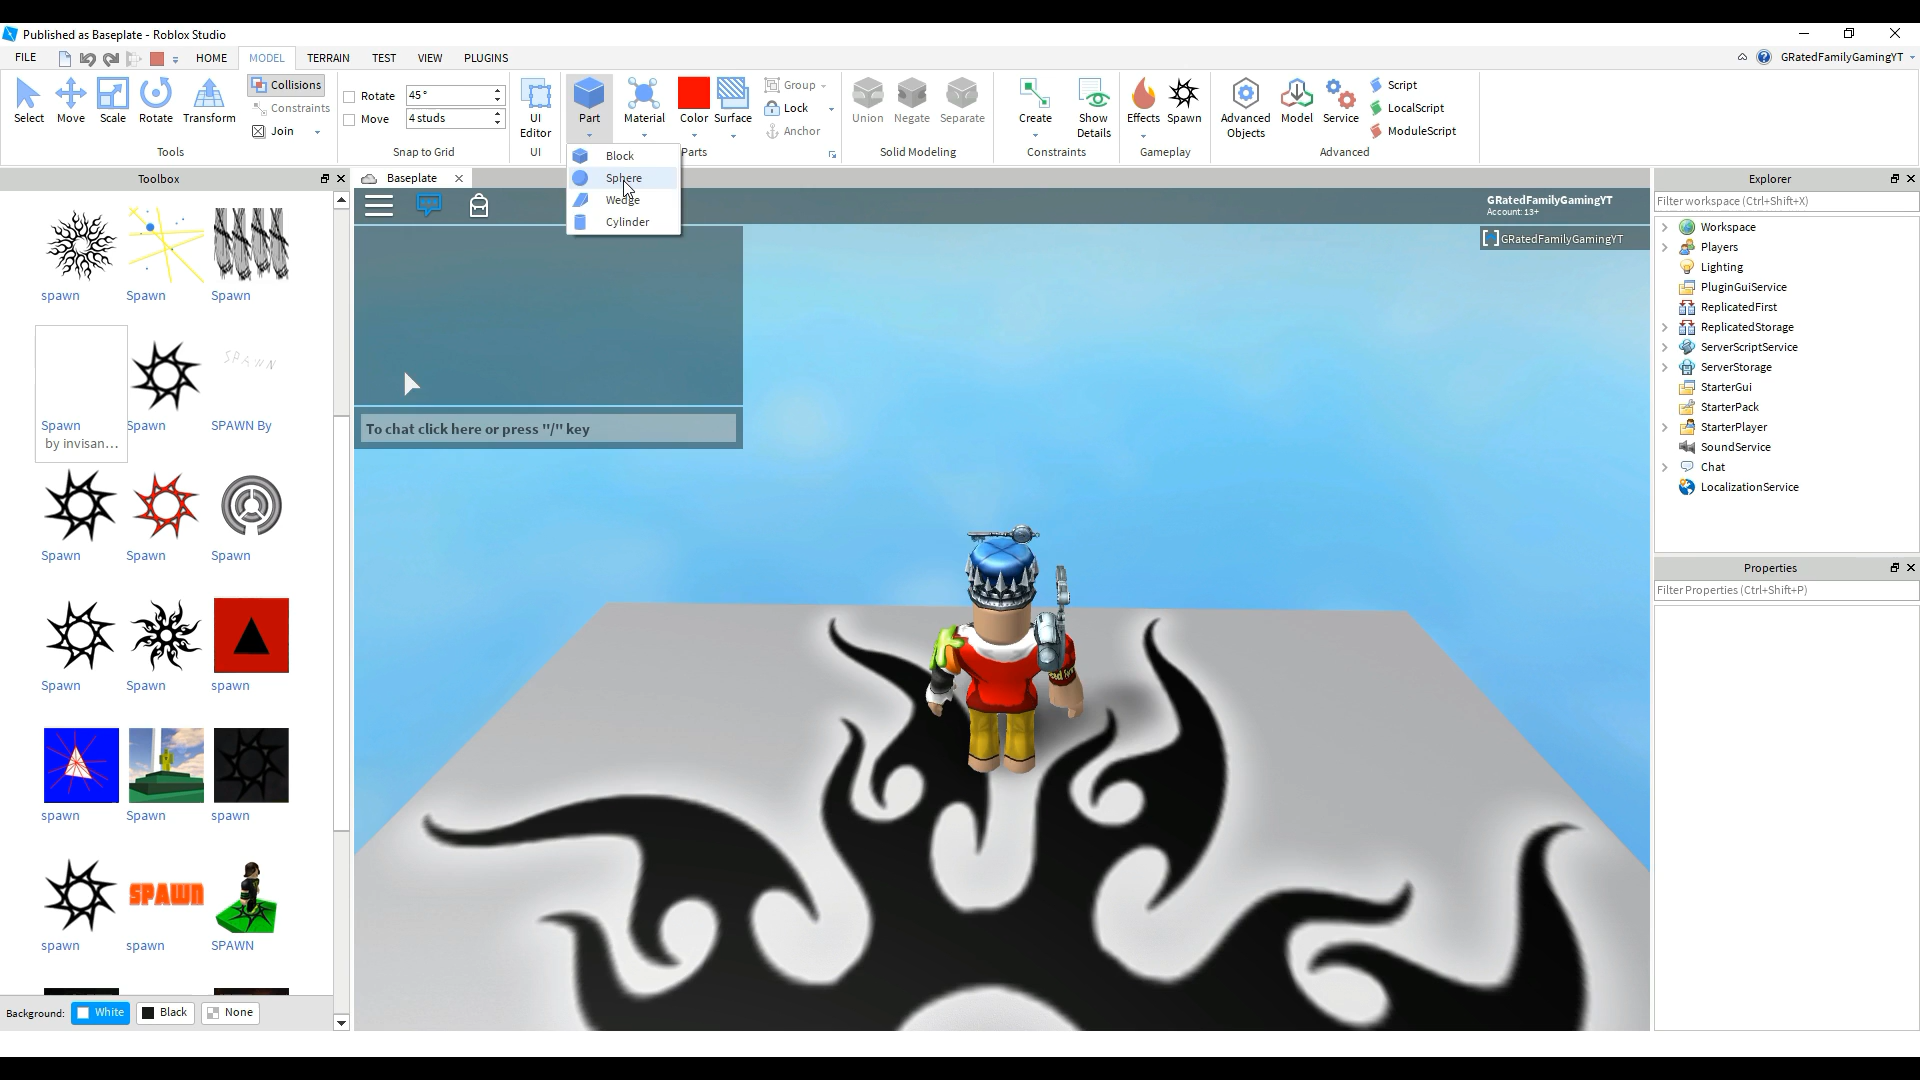 Published as Baseplate - Roblox Studio
FILE HOME MODEL TERRAIN TEST VIEW PLUGINS GRatedFamilyGamingYT
Select Move Scale Rotate Transform Collisions Constraints Join Tools
Rotate 45° Move 4 studs Snap to Grid
UI Editor UI
Part Material Color Surface Group Lock Anchor Parts
Union Negate Separate Solid Modeling
Create Show Details Constraints
Effects Spawn Gameplay
Advanced Objects Model Service Script LocalScript ModuleScript Advanced
Block
Sphere
Wedge
Cylinder
Toolbox
Baseplate
spawn Spawn Spawn
Spawn Spawn SPAWN By
by invisan...
SPAWN
Spawn Spawn Spawn
Spawn Spawn spawn
spawn Spawn spawn
SPAWN
spawn spawn SPAWN
Background: White Black None
To chat click here or press "/" key
GRatedFamilyGamingYT
Account: 13+
GRatedFamilyGamingYT
Explorer
Filter workspace (Ctrl+Shift+X)
Workspace
Players
Lighting
PluginGuiService
ReplicatedFirst
ReplicatedStorage
ServerScriptService
ServerStorage
StarterGui
StarterPack
StarterPlayer
SoundService
Chat
LocalizationService
Properties
Filter Properties (Ctrl+Shift+P)